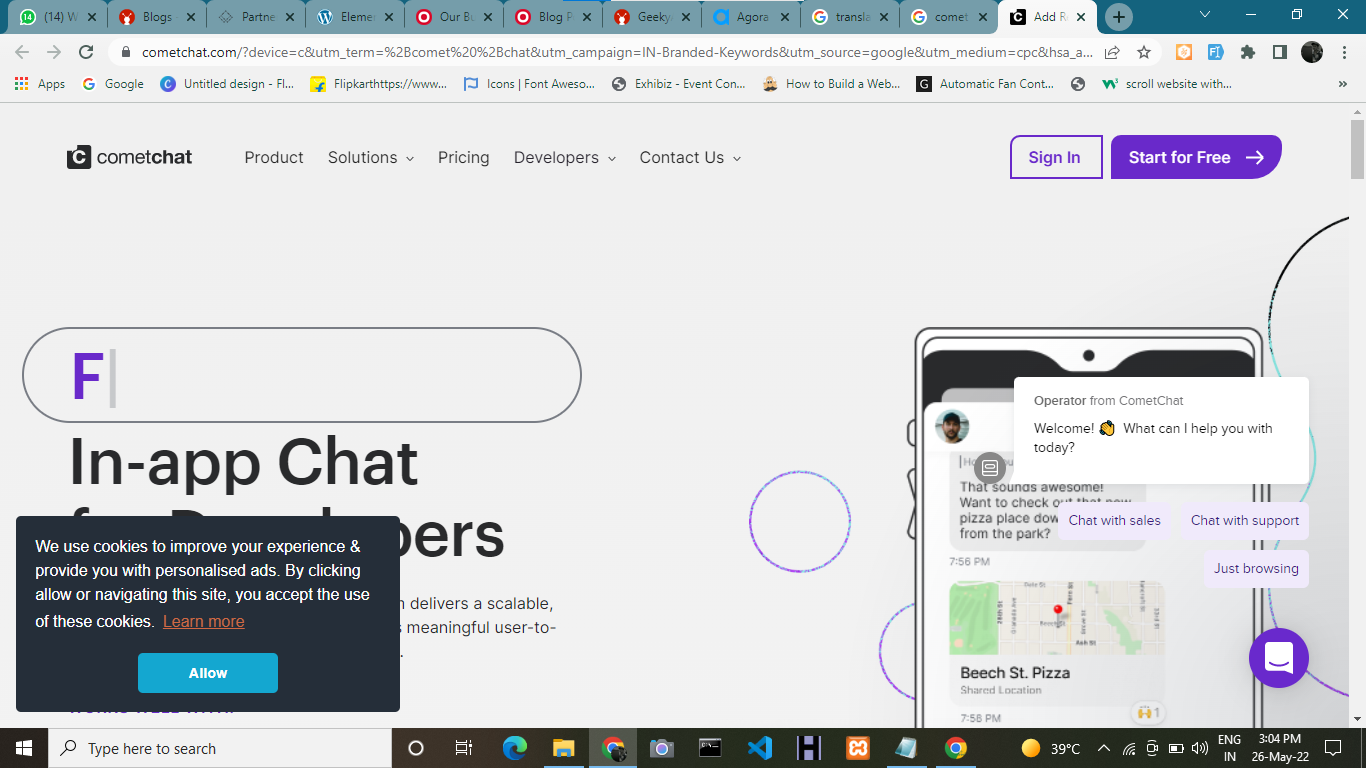 (14) W
Blogs
Partne
Elemer
Our Bu
Blog P
Geeky
Agora
transla
comet
Add R
cometchat.com/?device=c&utm_term=%2Bcomet%20%2Bchat&utm_campaign=IN-Branded-Keywords&utm_source=google&utm_medium=cpc&hsa_a...
Apps
Google
Untitled design - Fl...
Flipkarthttps://www...
Icons | Font Aweso...
Exhibiz - Event Con...
How to Build a Web...
Automatic Fan Cont...
scroll website with...
»
cometchat
Product
Solutions
Pricing
Developers
Contact Us
Sign In
Start for Free
F
In-app Chat
pers
We use cookies to improve your experience &
provide you with personalised ads. By clicking
allow or navigating this site, you accept the use
of these cookies. Learn more
Allow
n delivers a scalable,
s meaningful user-to-
Operator from CometChat
Welcome! What can I help you with
today?
That sounds awesome!
Want to check out that new
pizza place dow
from the park?
7:56 PM
Chat with sales
Chat with support
Just browsing
Ash St
Beech St. Pizza
Shared Location
7:56 PM
1
Type here to search
39°C
ENG
IN
3:04 PM
26-May-22